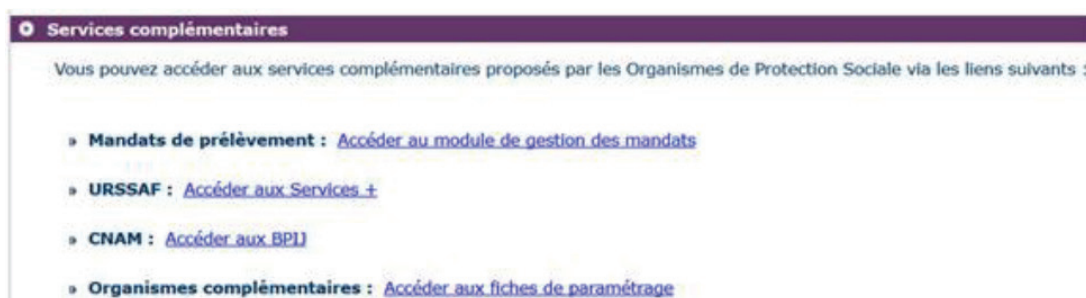 Services complémentaires
Vous pouvez accéder aux services complémentaires proposés par les Organismes de Protection Sociale via les liens suivants :
» Mandats de prélèvement : Accéder au module de gestion des mandats
» URSSAF : Accéder aux Services +
» CNAM : Accéder aux BPIJ
» Organismes complémentaires : Accéder aux fiches de paramétrage